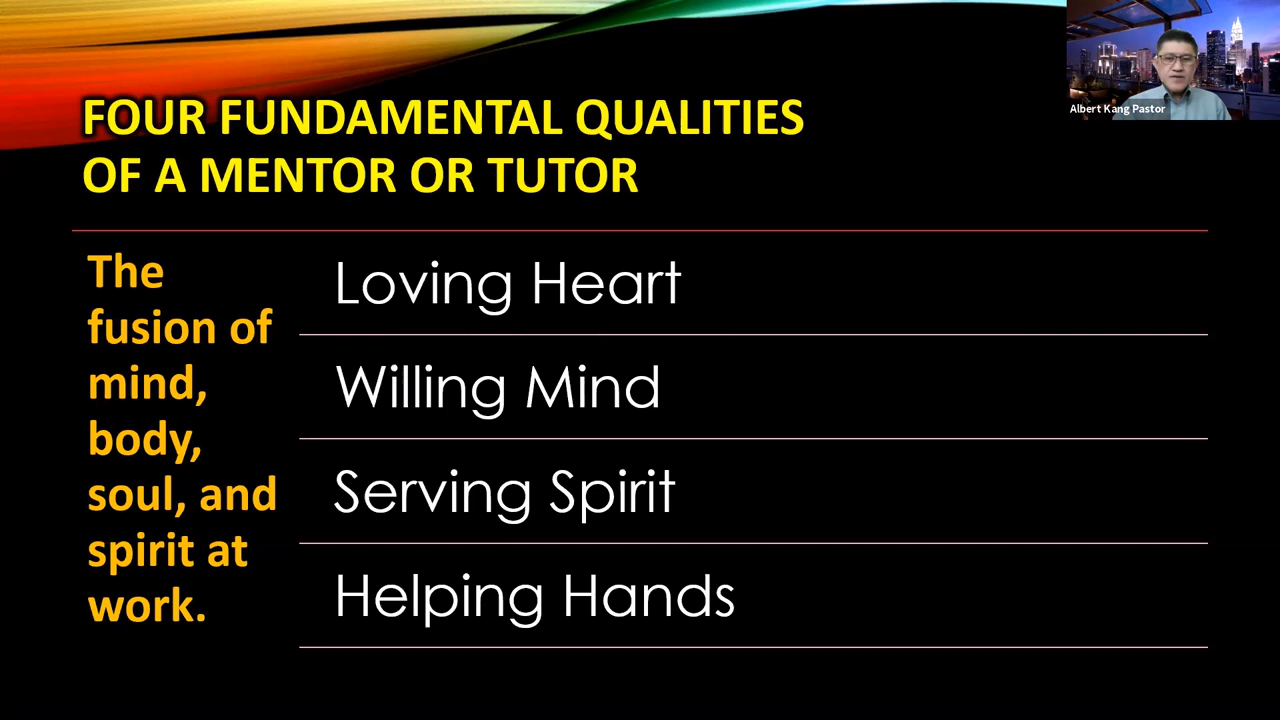 Albert Kang Pastor
FOUR FUNDAMENTAL QUALITIES
OF A MENTOR OR TUTOR
The
fusion of
mind,
body,
soul, and
spirit at
work.
Loving Heart
Willing Mind
Serving Spirit
Helping Hands